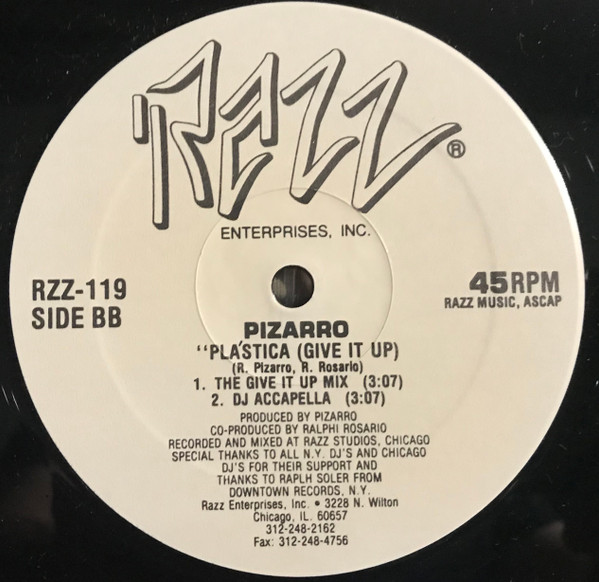 RAZZ®
ENTERPRISES, INC.
RZZ-119
SIDE BB
45RPM
RAZZ MUSIC, ASCAP
PIZARRO
"PLA´STICA (GIVE IT UP)
(R. Pizarro, R. Rosario)
1. THE GIVE IT UP MIX (3:07)
2. DJ ACCAPELLA (3:07)
PRODUCED BY PIZARRO
CO-PRODUCED BY RALPHI ROSARIO
RECORDED AND MIXED AT RAZZ STUDIOS, CHICAGO
SPECIAL THANKS TO ALL N.Y. DJ'S AND CHICAGO
DJ'S FOR THEIR SUPPORT AND
THANKS TO RAPLH SOLER FROM
DOWNTOWN RECORDS, N.Y.
Razz Enterprises, Inc. • 3228 N. Wilton
Chicago, IL. 60657
312-248-2162
Fax: 312-248-4756